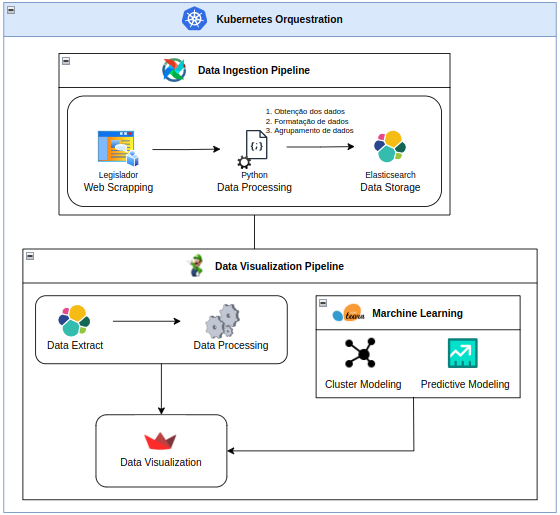 Kubernetes Orquestration
Data Ingestion Pipeline
1. Obtenção dos dados
2. Formatação de dados
3. Agrupamento de dados
{;}
Legislador
Web Scrapping
Python
Data Processing
Elasticsearch
Data Storage
Data Visualization Pipeline
Data Extract
Data Processing
learn
Marchine Learning
Cluster Modeling
Predictive Modeling
Data Visualization